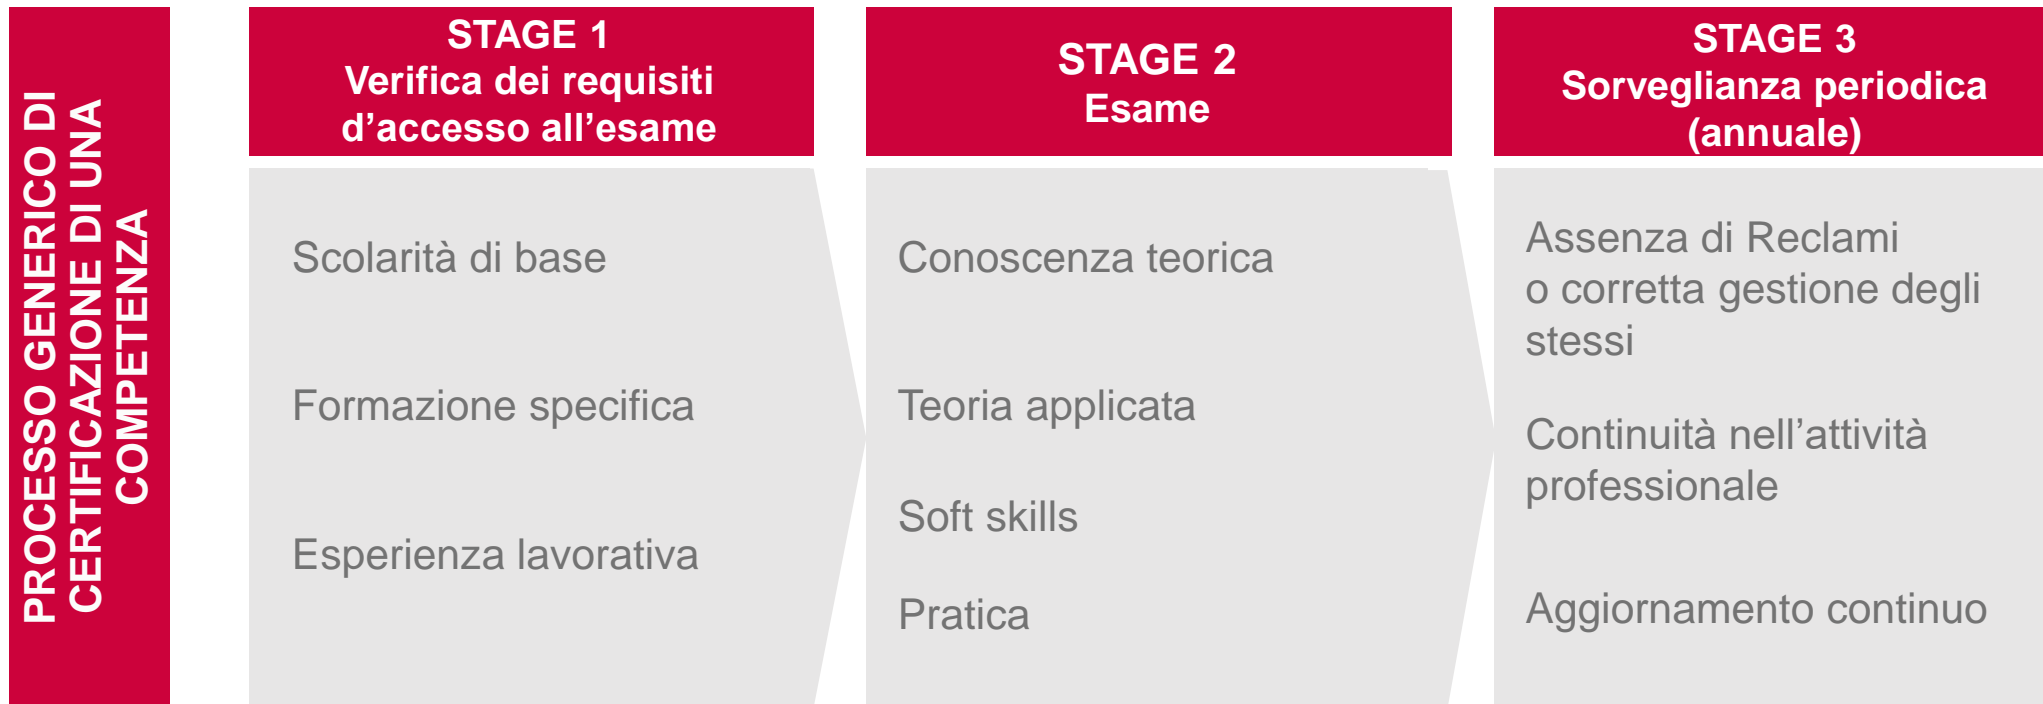 PROCESSO GENERICO DI
CERTIFICAZIONE DI UNA
COMPETENZA
STAGE 1
Verifica dei requisiti
d’accesso all’esame
Scolarità di base
Formazione specifica
Esperienza lavorativa
STAGE 2
Esame
Conoscenza teorica
Teoria applicata
Soft skills
Pratica
STAGE 3
Sorveglianza periodica
(annuale)
Assenza di Reclami
o corretta gestione degli
stessi
Continuità nell’attività
professionale
Aggiornamento continuo